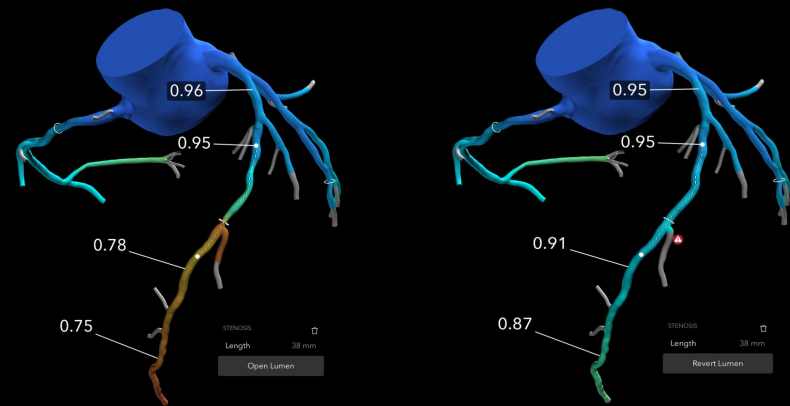 0.96
0.95
0.78
0.75
STENOSIS
Length 38 mm
Open Lumen
0.95
0.95
0.91
0.87
STENOSIS
Length 38 mm
Revert Lumen